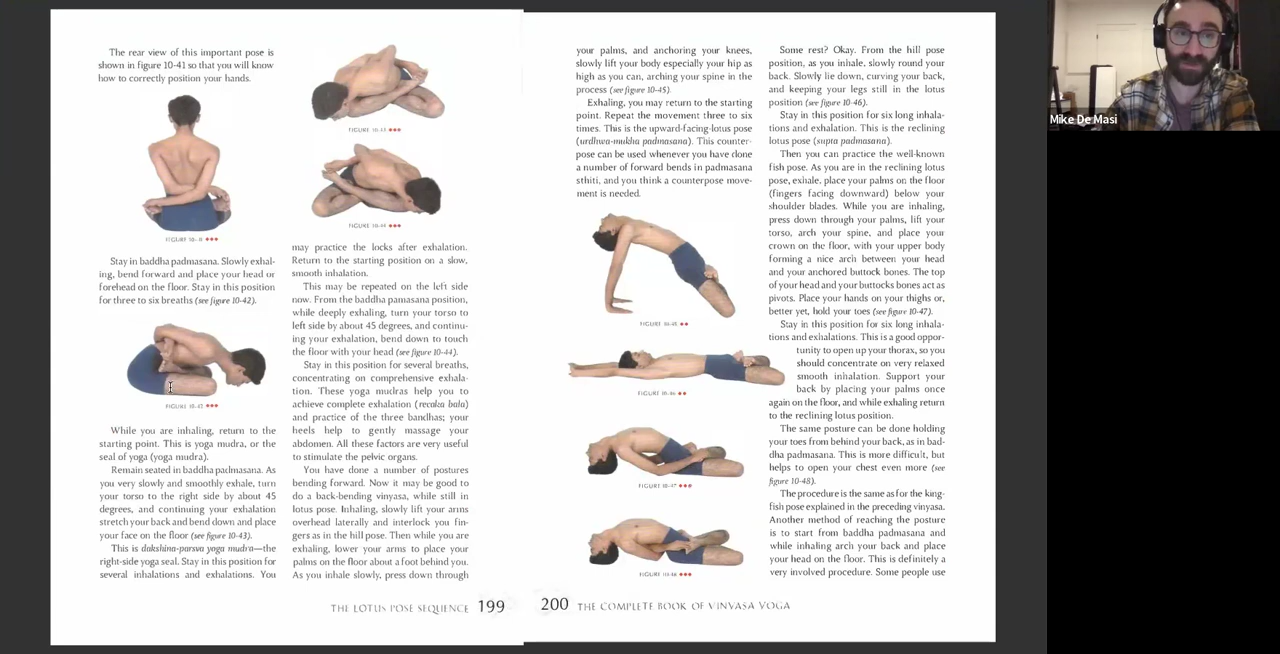 The rear view of this important pose is
shown in figure 10-41 so that you will know
how to correctly position your hands.
FIGURE 10-41
Stay in baddha padmasana. Slowly exhal-
ing, bend forward and place your head or
forehead on the floor. Stay in this position
for three to six breaths (see figure 10-42).
FIGURE 10-42
While you are inhaling, return to the
starting point. This is yoga mudra, or the
seal of yoga (yoga mudra).
Remain seated in baddha padmasana. As
you very slowly and smoothly exhale, turn
your torso to the right side by about 45
degrees, and continuing your exhalation
stretch your back and bend down and place
your face on the floor (see figure 10-43).
This is dakshina-parsva yoga mudra—the
right-side yoga seal. Stay in this position for
several inhalations and exhalations. You
FIGURE 10-43
FIGURE 10-44
may practice the locks after exhalation.
Return to the starting position on a slow,
smooth inhalation.
This may be repeated on the left side
now. From the baddha pamasana position,
while deeply exhaling, turn your torso to
left side by about 45 degrees, and continu-
ing your exhalation, bend down to touch
the floor with your head (see figure 10-44).
Stay in this position for several breaths,
concentrating on comprehensive exhala-
tion. These yoga mudras help you to
achieve complete exhalation (recaka bala)
and practice of the three bandhas; your
heels help to gently massage your
abdomen. All these factors are very useful
to stimulate the pelvic organs.
You have done a number of postures
bending forward. Now it may be good to
do a back-bending vinyasa, while still in
lotus pose. Inhaling, slowly lift your arms
overhead laterally and interlock you fin-
gers as in the hill pose. Then while you are
exhaling, lower your arms to place your
palms on the floor about a foot behind you.
As you inhale slowly, press down through
THE LOTUS POSE SEQUENCE 199
your palms, and anchoring your knees,
slowly lift your body especially your hip as
high as you can, arching your spine in the
process (see figure 10-45).
Exhaling, you may return to the starting
point. Repeat the movement three to six
times. This is the upward-facing-lotus pose
(urdhwa-mukha padmasana). This counter-
pose can be used whenever you have done
a number of forward bends in padmasana
sthiti, and you think a counterpose move-
ment is needed.
FIGURE 10-45
FIGURE 10-46
FIGURE 10-47
FIGURE 10-48
Some rest? Okay. From the hill pose
position, as you inhale, slowly round your
back. Slowly lie down, curving your back,
and keeping your legs still in the lotus
position (see figure 10-46).
Stay in this position for six long inhala-
tions and exhalation. This is the reclining
lotus pose (supta padmasana).
Then you can practice the well-known
fish pose. As you are in the reclining lotus
pose, exhale, place your palms on the floor
(fingers facing downward) below your
shoulder blades. While you are inhaling,
press down through your palms, lift your
torso, arch your spine, and place your
crown on the floor, with your upper body
forming a nice arch between your head
and your anchored buttock bones. The top
of your head and your buttocks bones act as
pivots. Place your hands on your thighs or,
better yet, hold your toes (see figure 10-47).
Stay in this position for six long inhala-
tions and exhalations. This is a good oppor-
tunity to open up your thorax, so you
should concentrate on very relaxed
smooth inhalation. Support your
back by placing your palms once
again on the floor, and while exhaling return
to the reclining lotus position.
The same posture can be done holding
your toes from behind your back, as in bad-
dha padmasana. This is more difficult, but
helps to open your chest even more (see
figure 10-48).
The procedure is the same as for the king-
fish pose explained in the preceding vinyasa.
Another method of reaching the posture
is to start from baddha padmasana and
while inhaling arch your back and place
your head on the floor. This is definitely a
very involved procedure. Some people use
200 THE COMPLETE BOOK OF VINYASA YOGA
Mike De Masi